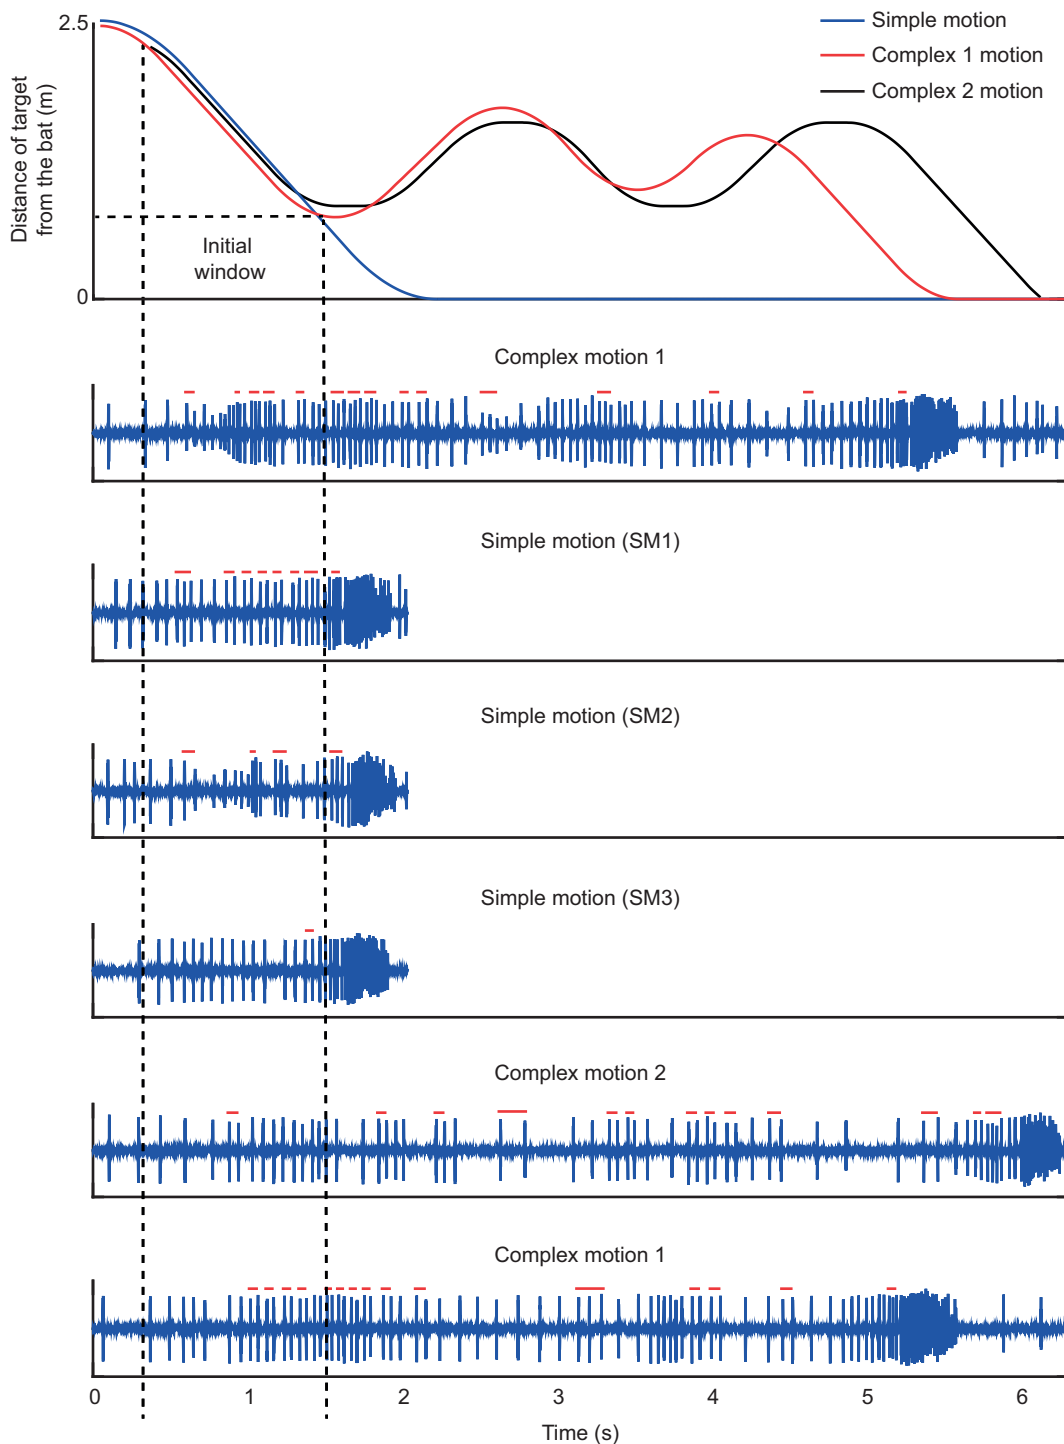 2.5
Simple motion
Complex 1 motion
Complex 2 motion
Distance of target
from the bat (m)
Initial
window
0
Complex motion 1
Simple motion (SM1)
Simple motion (SM2)
Simple motion (SM3)
Complex motion 2
Complex motion 1
0 1 2 3 4 5 6
Time (s)